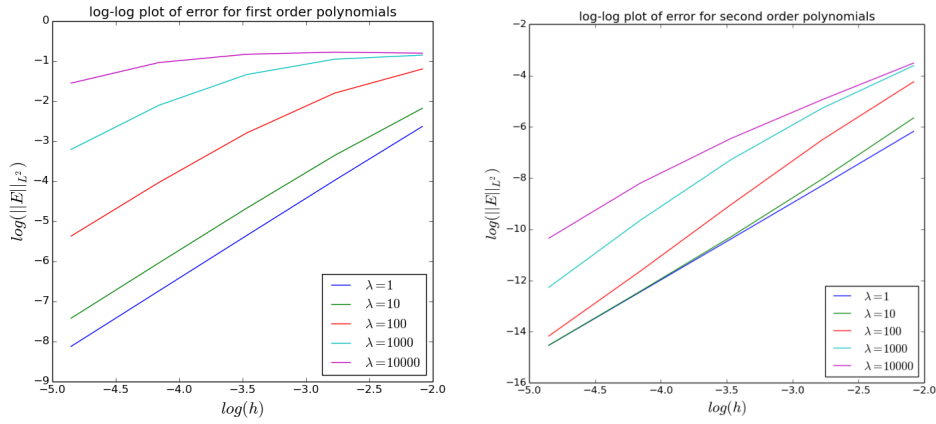 log-log plot of error for first order polynomials
0
−1
−2
−3
−4
−5
−6
−7
−8
−9
log(||E||_{L^2})
−5.0 −4.5 −4.0 −3.5 −3.0 −2.5 −2.0
log(h)
λ=1
λ=10
λ=100
λ=1000
λ=10000
log-log plot of error for second order polynomials
−2
−4
−6
−8
−10
−12
−14
−16
log(||E||_{L^2})
−5.0 −4.5 −4.0 −3.5 −3.0 −2.5 −2.0
log(h)
λ=1
λ=10
λ=100
λ=1000
λ=10000